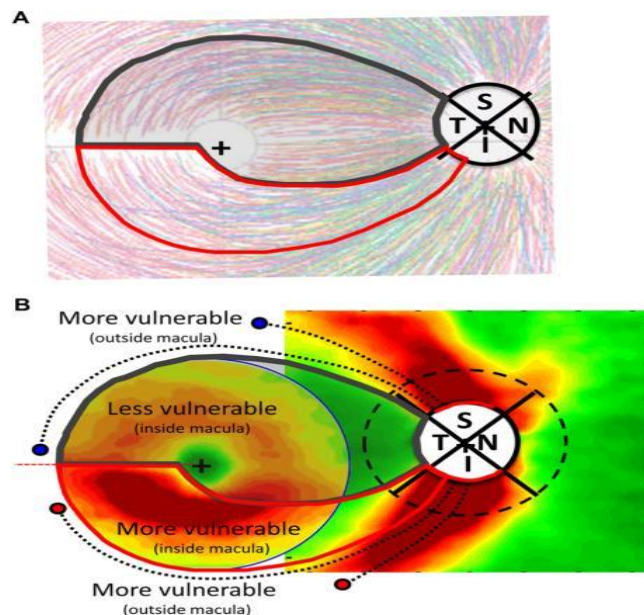 A
S
T N
I
B
More vulnerable
(outside macula)
Less vulnerable
(inside macula)
S
T N
I
More vulnerable
(inside macula)
More vulnerable
(outside macula)